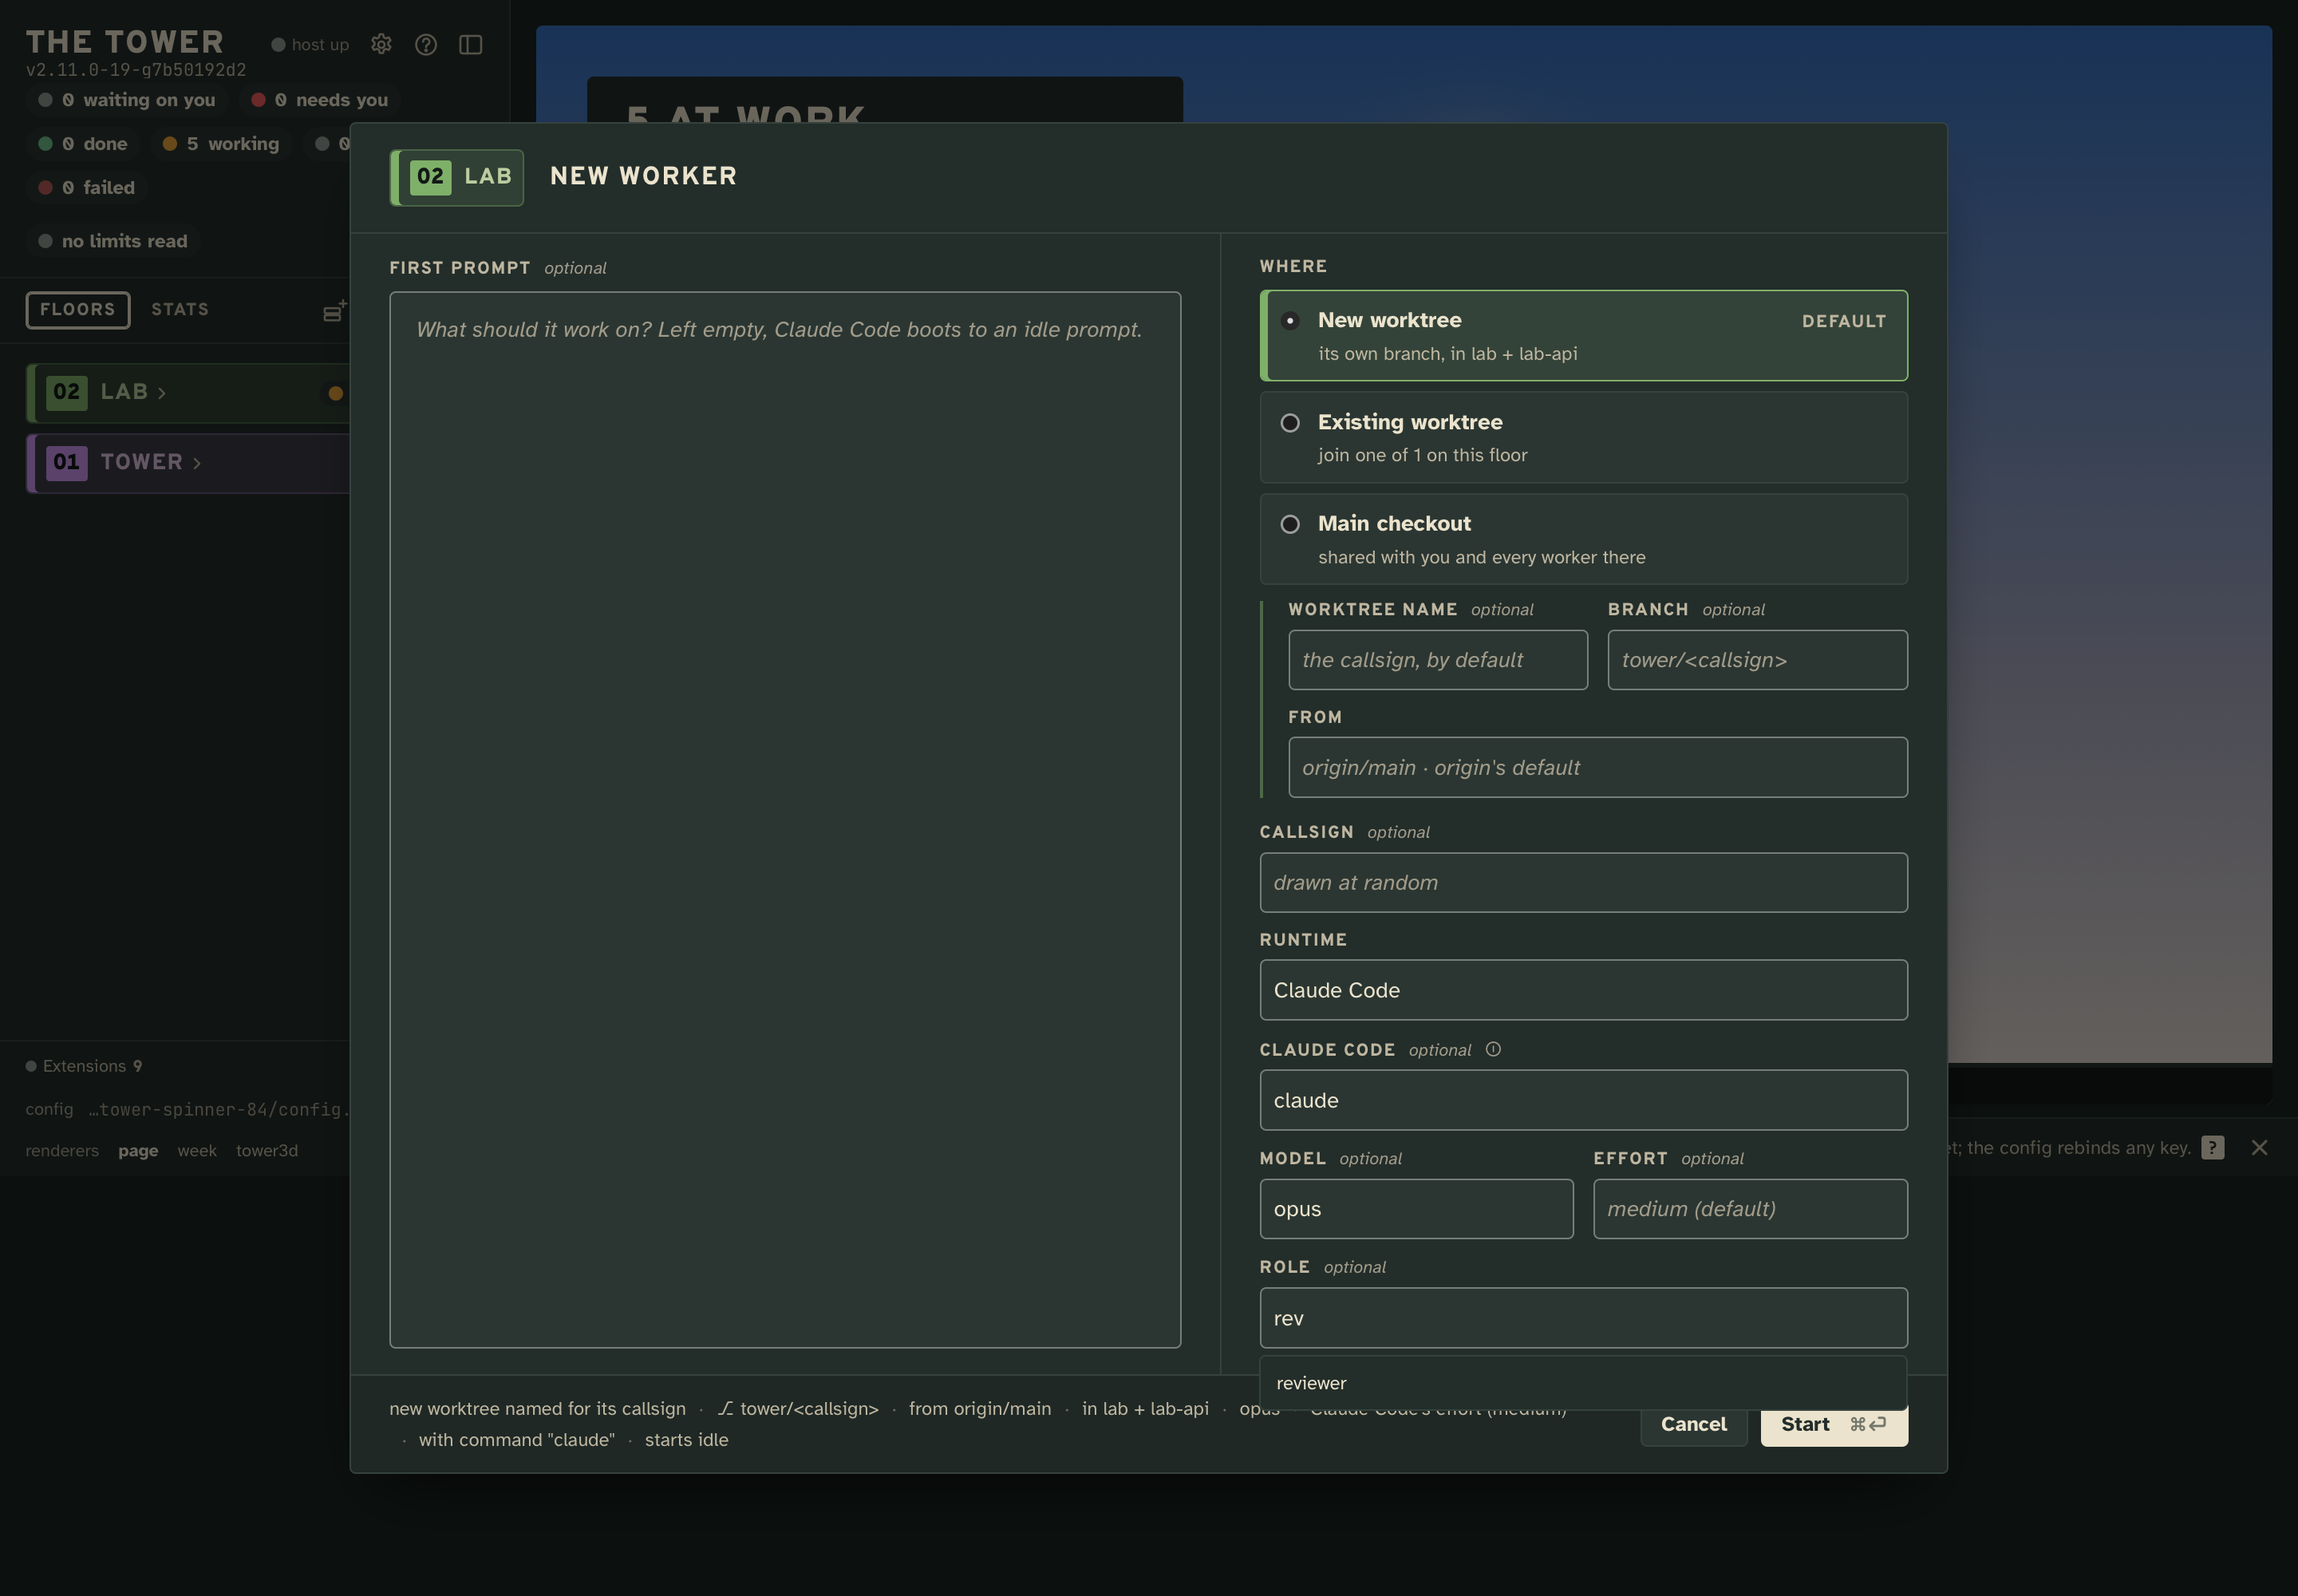 THE TOWER
host up
v2.11.0-19-g7b50192d2
0 waiting on you
0 needs you
0 done
5 working
0
0 failed
no limits read
FLOORS
STATS
02 LAB
01 TOWER
Extensions 9
config …tower-spinner-84/config.
renderers page week tower3d
5 AT WORK
02 LAB NEW WORKER
FIRST PROMPT optional
What should it work on? Left empty, Claude Code boots to an idle prompt.
WHERE
New worktree DEFAULT
its own branch, in lab + lab-api
Existing worktree
join one of 1 on this floor
Main checkout
shared with you and every worker there
WORKTREE NAME optional BRANCH optional
the callsign, by default tower/<callsign>
FROM
origin/main · origin's default
CALLSIGN optional
drawn at random
RUNTIME
Claude Code
CLAUDE CODE optional
claude
MODEL optional EFFORT optional
opus medium (default)
ROLE optional
rev
reviewer
new worktree named for its callsign · tower/<callsign> · from origin/main · in lab + lab-api · opus · Claude Code's effort (medium)
· with command "claude" · starts idle
Cancel
Start ⌘↩
; the config rebinds any key. ?